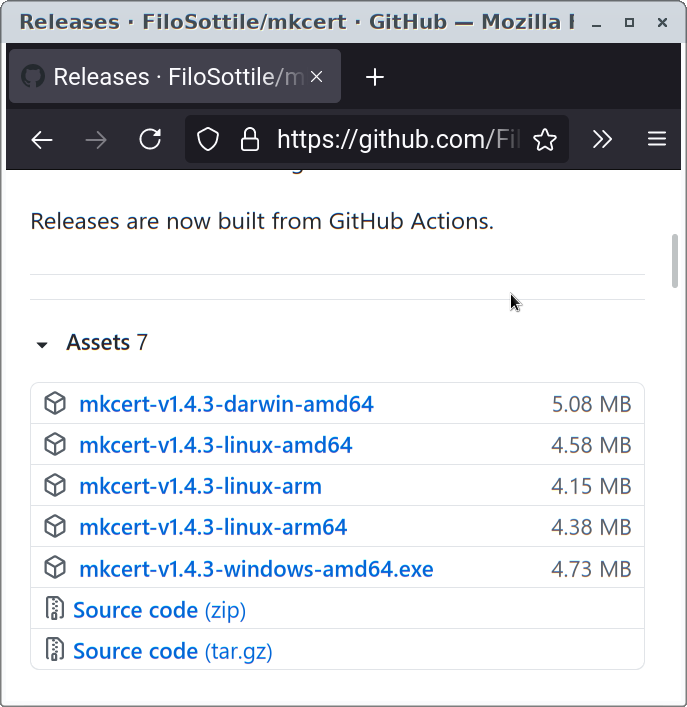 Releases · FiloSottile/mkcert · GitHub — Mozilla
Releases · FiloSottile/m
https://github.com/Fil
Releases are now built from GitHub Actions.
Assets 7
mkcert-v1.4.3-darwin-amd64 5.08 MB
mkcert-v1.4.3-linux-amd64 4.58 MB
mkcert-v1.4.3-linux-arm 4.15 MB
mkcert-v1.4.3-linux-arm64 4.38 MB
mkcert-v1.4.3-windows-amd64.exe 4.73 MB
Source code (zip)
Source code (tar.gz)